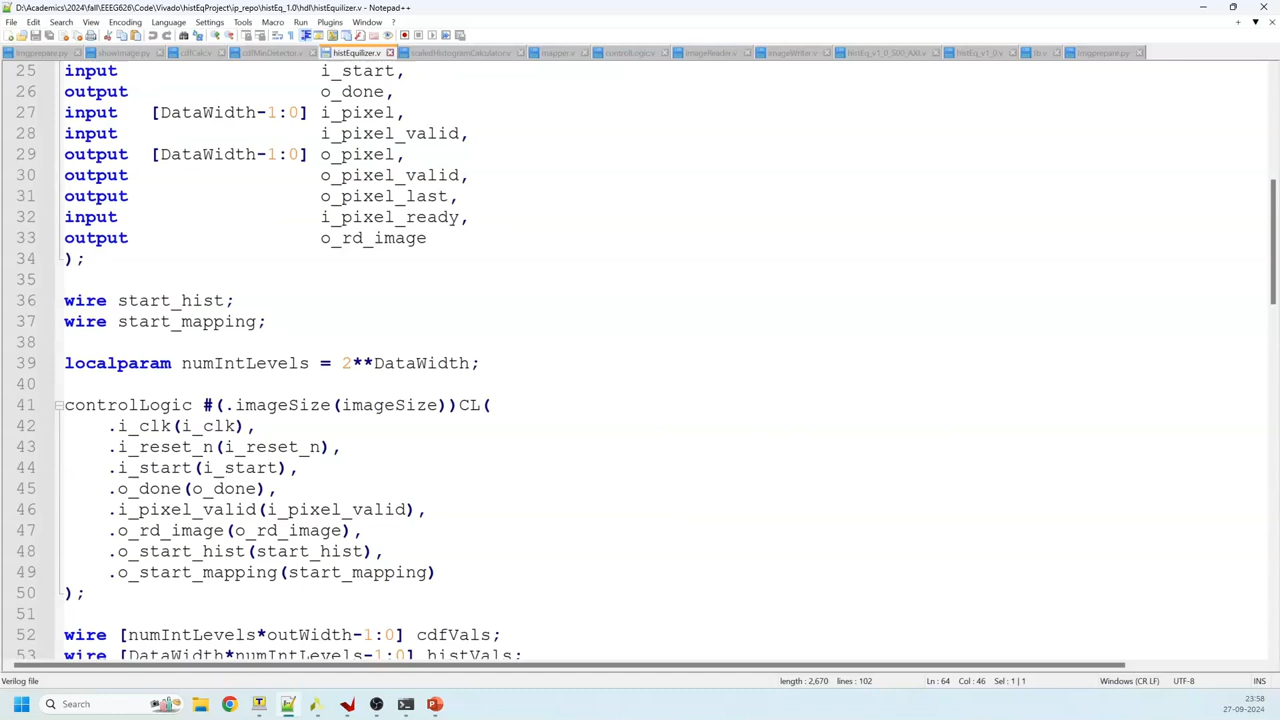 D:\Academics\2024\fall\EEEG626\Code\Vivado\histEqProject\ip_repo\histEq_1.0\hdl\histEquilizer.v - Notepad++
File Edit Search View Encoding Language Settings Tools Macro Run Plugins Window ?
Imgprepare.py showImage.py cdfCalc.v cdfMinDetector.v histEquilizer.v scaledHistogramCalculator.v mapper.v controlLogic.v imageReader.v imageWriter.v histEq_v1_0_S00_AXI.v histEq_v1_0.v tb.v Imgprepare.py
25 input i_start,
26 output o_done,
27 input [DataWidth-1:0] i_pixel,
28 input i_pixel_valid,
29 output [DataWidth-1:0] o_pixel,
30 output o_pixel_valid,
31 output o_pixel_last,
32 input i_pixel_ready,
33 output o_rd_image
34 );
35
36 wire start_hist;
37 wire start_mapping;
38
39 localparam numIntLevels = 2**DataWidth;
40
41 controlLogic #(.imageSize(imageSize))CL(
42 .i_clk(i_clk),
43 .i_reset_n(i_reset_n),
44 .i_start(i_start),
45 .o_done(o_done),
46 .i_pixel_valid(i_pixel_valid),
47 .o_rd_image(o_rd_image),
48 .o_start_hist(start_hist),
49 .o_start_mapping(start_mapping)
50 );
51
52 wire [numIntLevels*outWidth-1:0] cdfVals;
53 wire [DataWidth*numIntLevels-1:0] histVals;
Verilog file length : 2,670 lines : 102 Ln : 64 Col : 46 Sel : 1 | 1 Windows (CR LF) UTF-8 INS
Search
23:58
27-09-2024